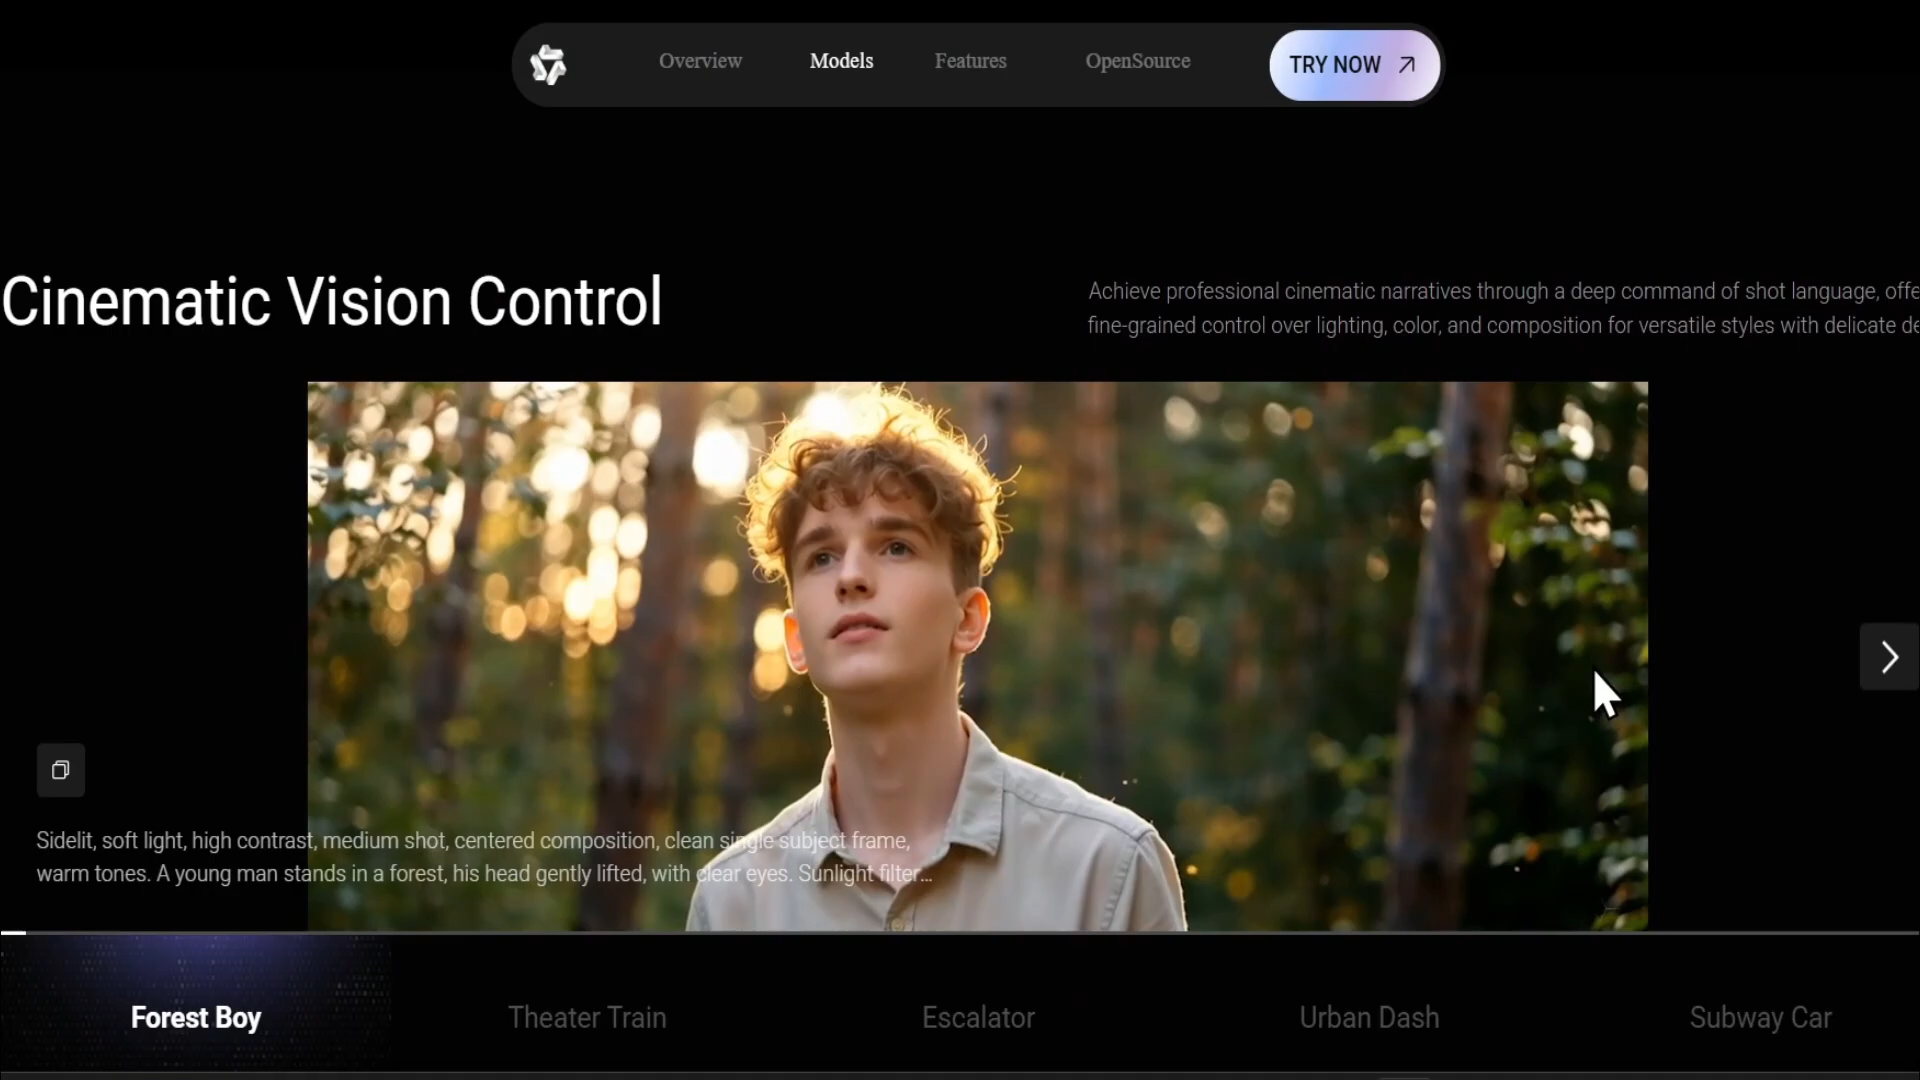 Overview Models Features OpenSource TRY NOW
Cinematic Vision Control
Achieve professional cinematic narratives through a deep command of shot language,
fine-grained control over lighting, color, and composition for versatile styles with delicate
Sidelit, soft light, high contrast, medium shot, centered composition, clean single subject frame,
warm tones. A young man stands in a forest, his head gently lifted, with clear eyes. Sunlight filter...
Forest Boy Theater Train Escalator Urban Dash Subway Car